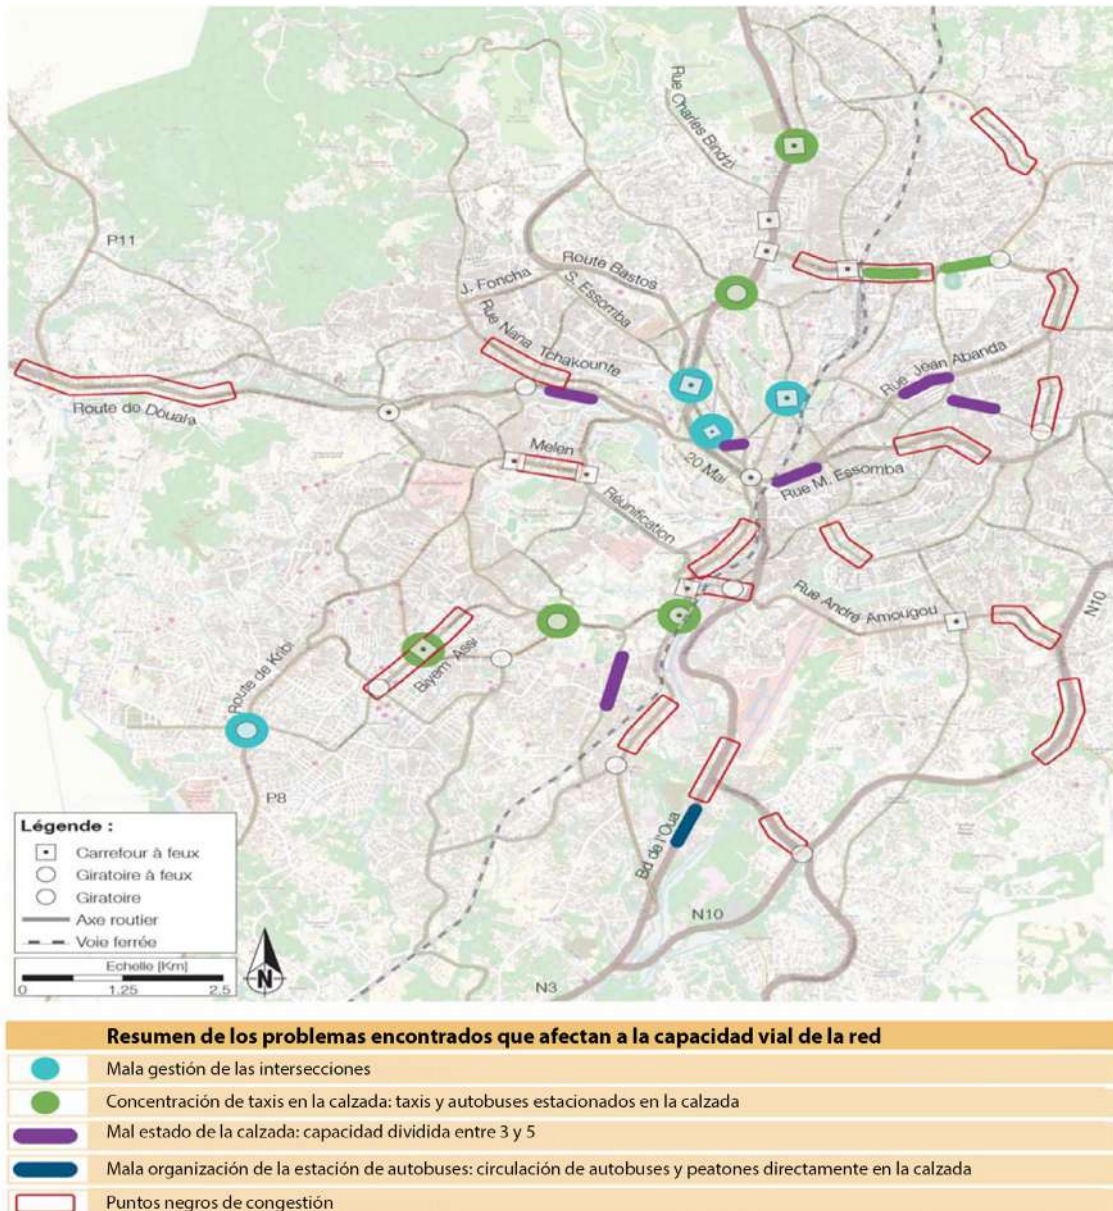 Rue Charles Bindzi
P11
Route Bastos
J. Foncha
S. Essomba
Rue Nana Tchakounte
Rue Jean Abanda
Route de Douala
Melen
20 Mai
Rue M. Essomba
Réunification
Rue André Amougou
N10
Biyem Assi
Route de Kribi
P8
Bd de l'Oua
N10
N3
Légende :
Carrefour à feux
Giratoire à feux
Giratoire
Axe routier
Voie ferrée
Echelle [Km]
0 1.25 2.5
N
Resumen de los problemas encontrados que afectan a la capacidad vial de la red
Mala gestión de las intersecciones
Concentración de taxis en la calzada: taxis y autobuses estacionados en la calzada
Mal estado de la calzada: capacidad dividida entre 3 y 5
Mala organización de la estación de autobuses: circulación de autobuses y peatones directamente en la calzada
Puntos negros de congestión